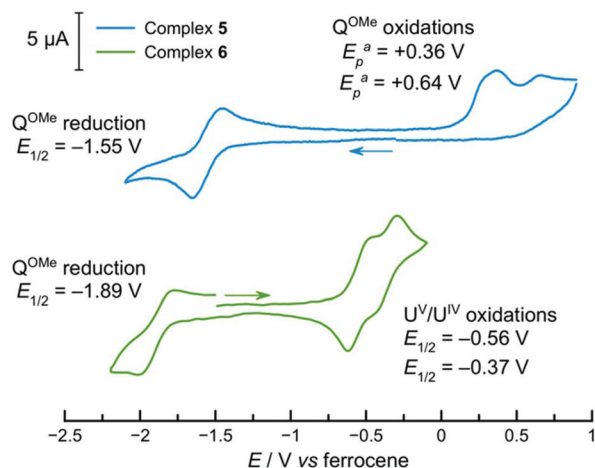 5 μA
Complex 5
Complex 6
Q^OMe oxidations
E_p^a = +0.36 V
E_p^a = +0.64 V
Q^OMe reduction
E_1/2 = –1.55 V
Q^OMe reduction
E_1/2 = –1.89 V
U^V/U^IV oxidations
E_1/2 = –0.56 V
E_1/2 = –0.37 V
−2.5 −2 −1.5 −1 −0.5 0 0.5 1
E / V vs ferrocene